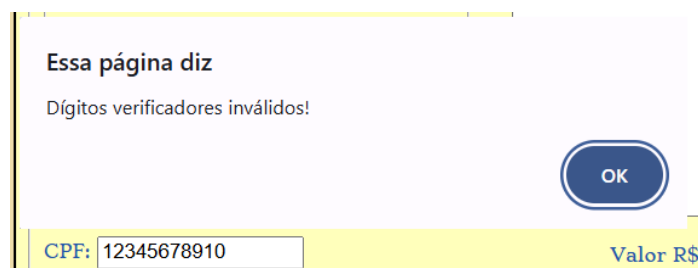 Essa página diz
Dígitos verificadores inválidos!
OK
CPF: 12345678910 Valor R$